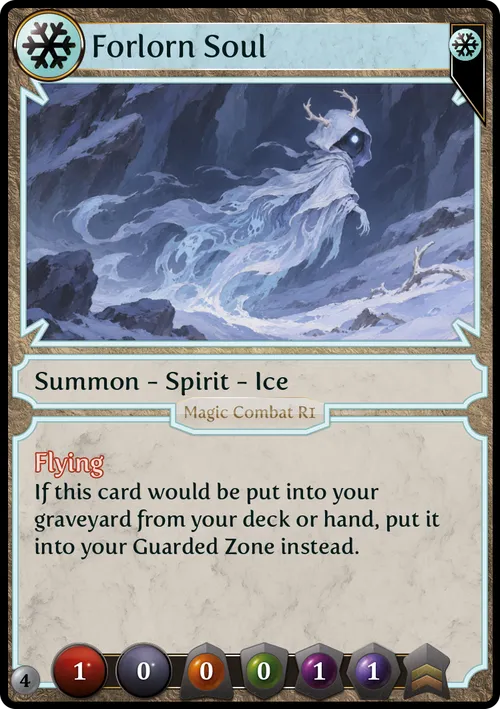 Forlorn Soul
Summon - Spirit - Ice
Magic Combat R1
Flying
If this card would be put into your
graveyard from your deck or hand, put it
into your Guarded Zone instead.
4 1* 0* 0 0 1 1